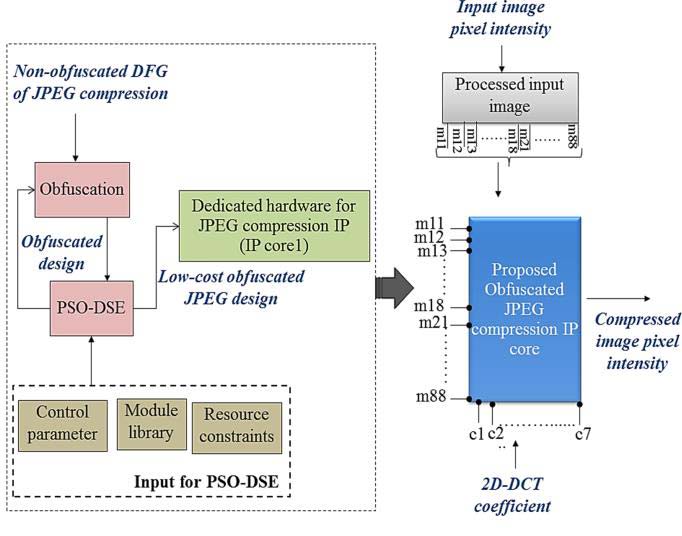 Non-obfuscated DFG
of JPEG compression
Obfuscation
Obfuscated
design
PSO-DSE
Dedicated hardware for
JPEG compression IP
(IP core1)
Low-cost obfuscated
JPEG design
Control
parameter
Module
library
Resource
constraints
Input for PSO-DSE
Input image
pixel intensity
Processed input
image
m11 m12 m13 ...... m18 m21 ...... m88
m11
m12
m13
m18
m21
m88
Proposed
Obfuscated
JPEG
compression IP
core
c1 c2 c7
Compressed
image pixel
intensity
2D-DCT
coefficient